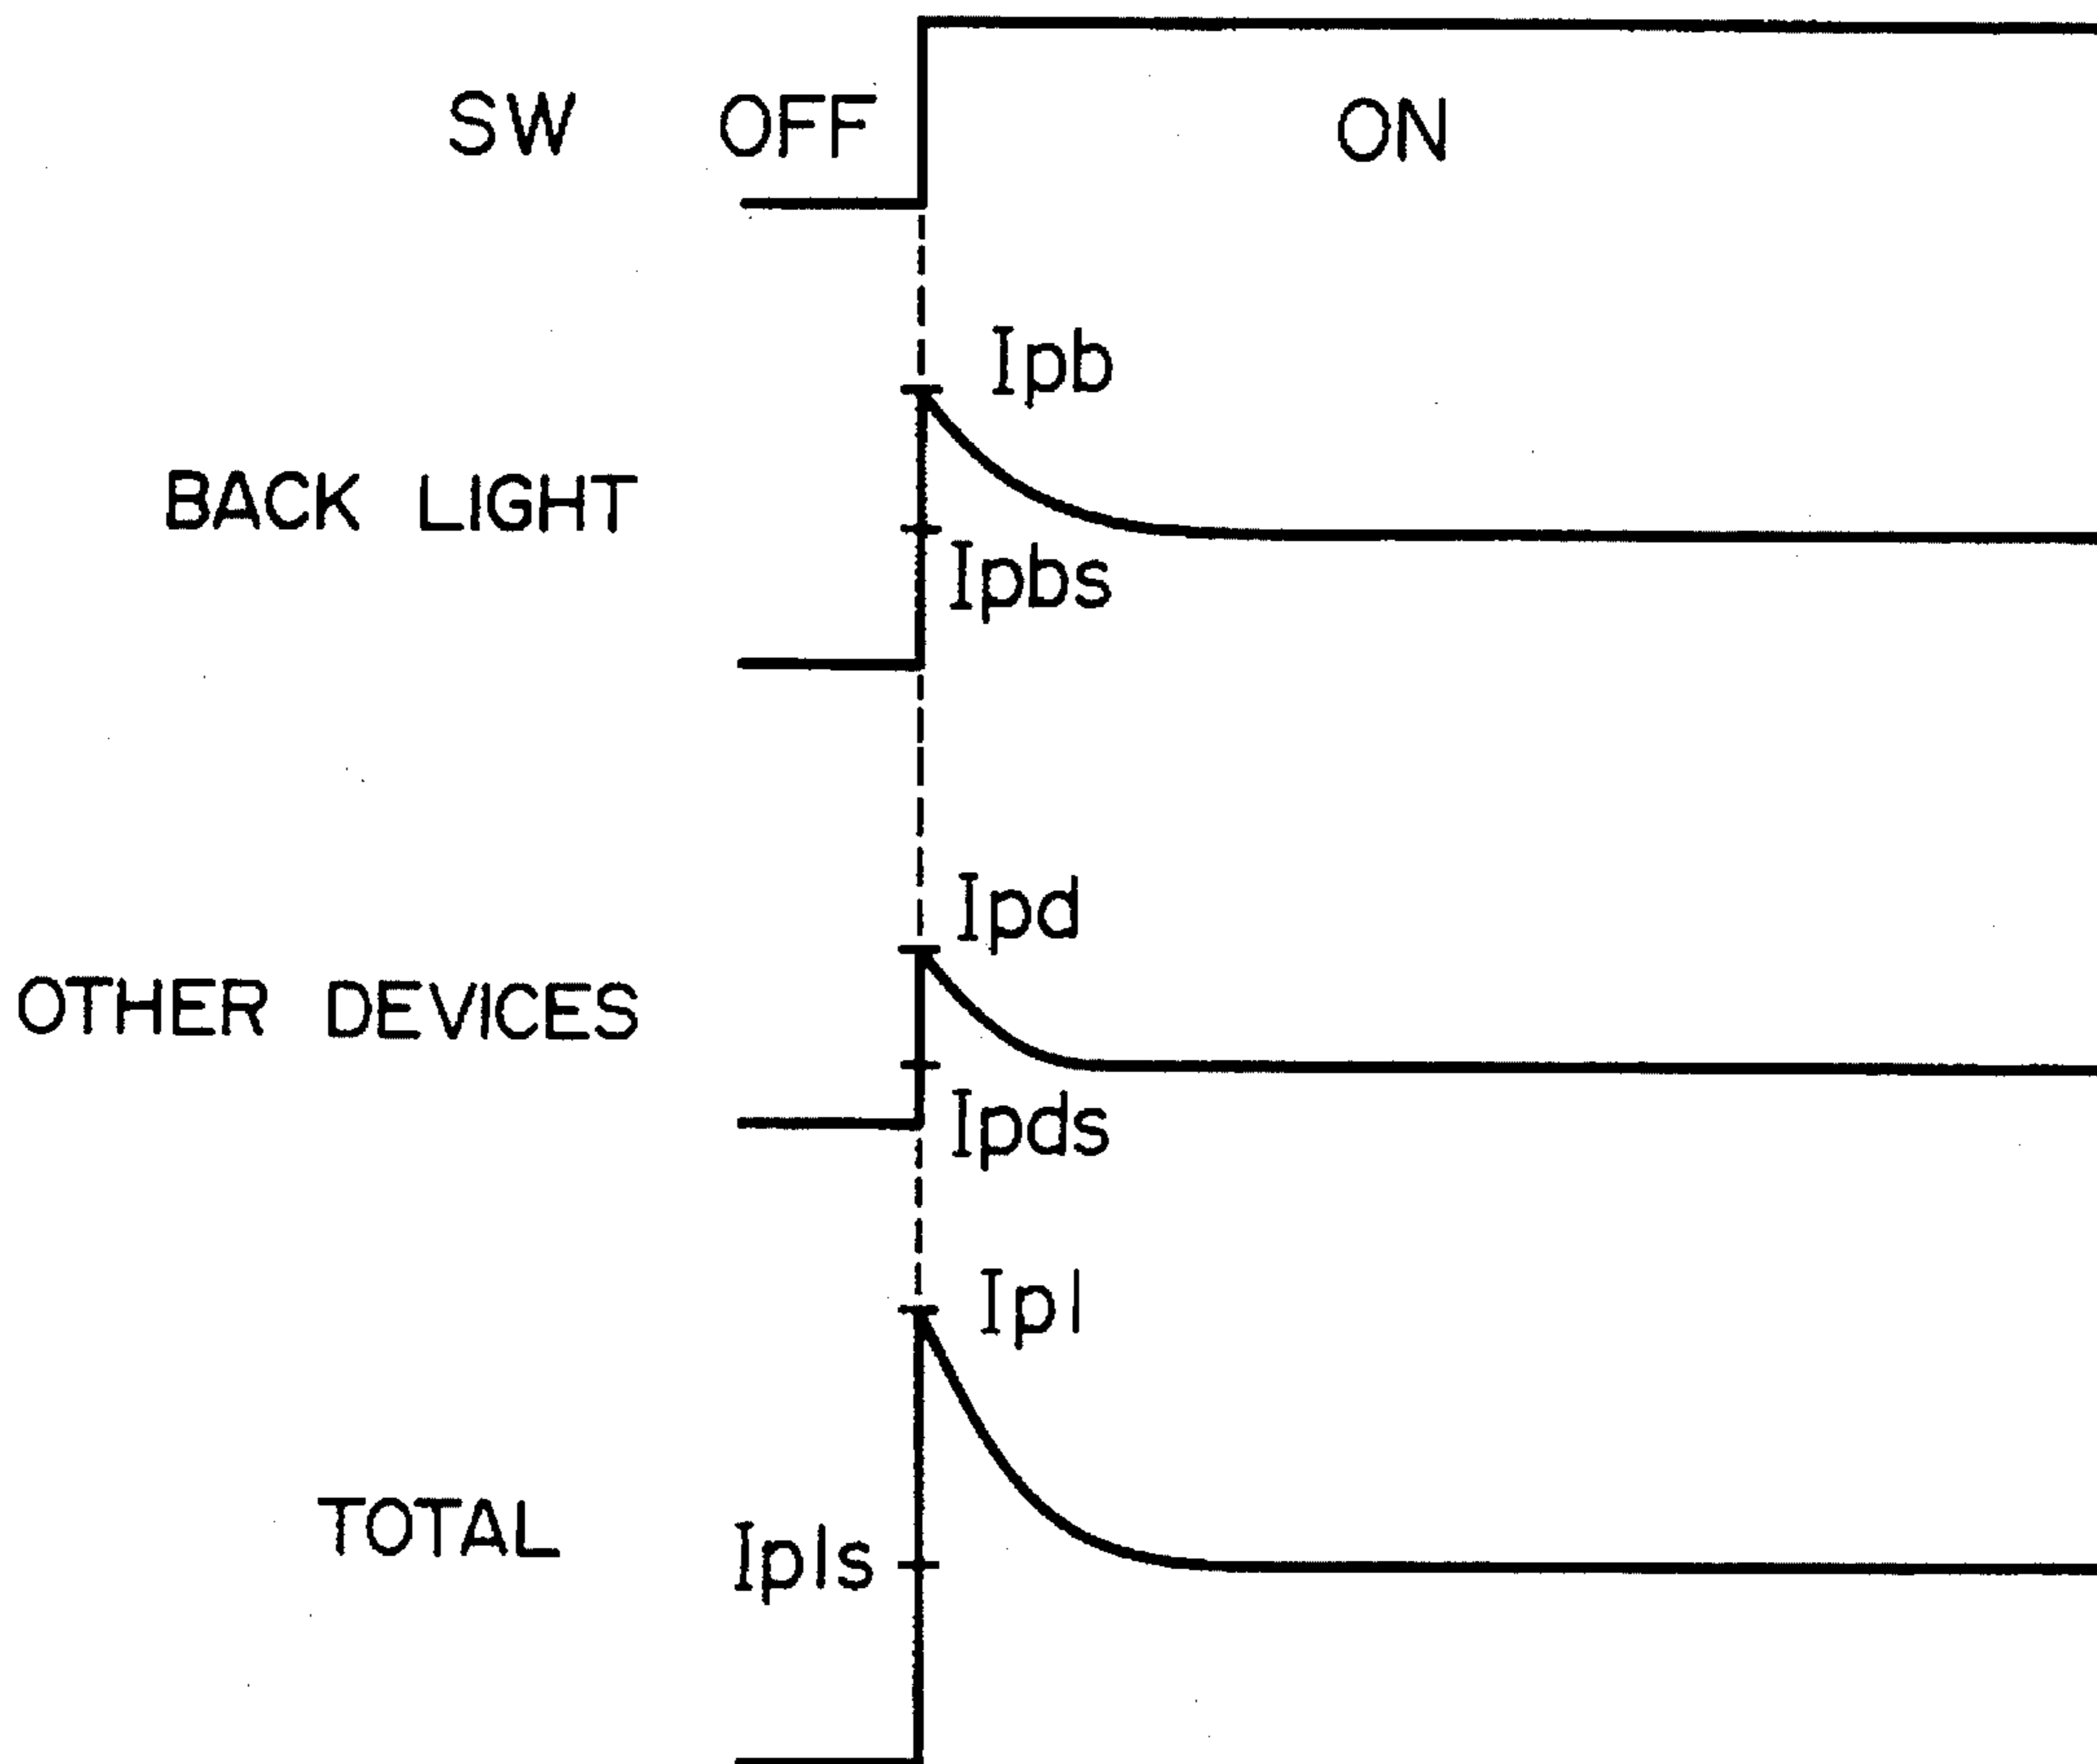 SW OFF ON
Ipb
BACK LIGHT
Ipbs
Ipd
OTHER DEVICES
Ipds
Ipl
TOTAL
Ipls